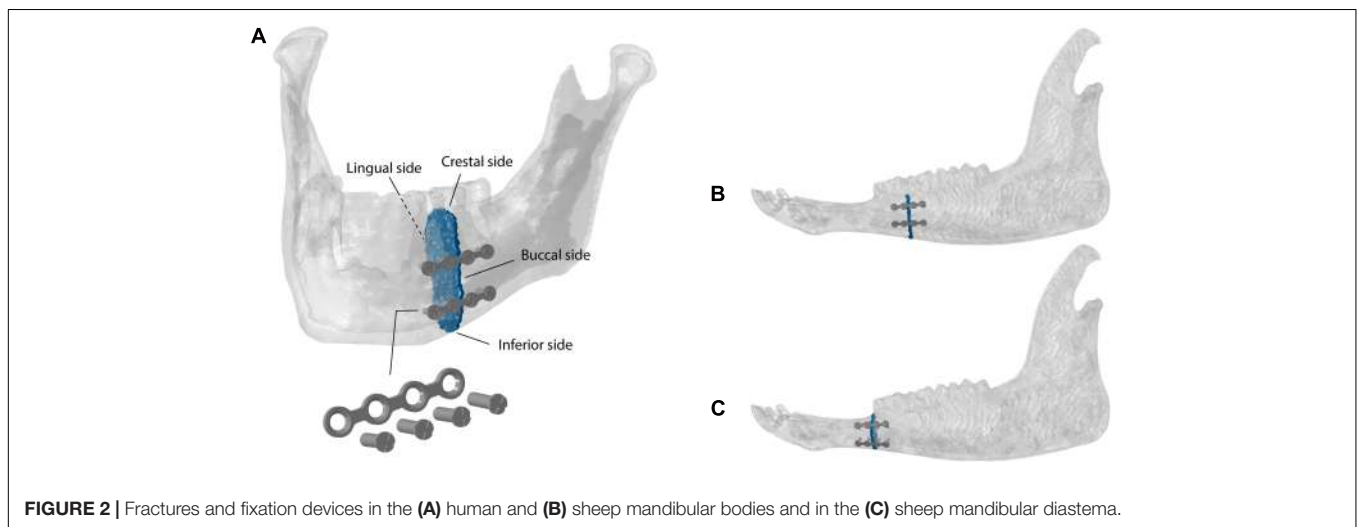 A
Lingual side
Crestal side
Buccal side
Inferior side
B
C
FIGURE 2 | Fractures and fixation devices in the (A) human and (B) sheep mandibular bodies and in the (C) sheep mandibular diastema.